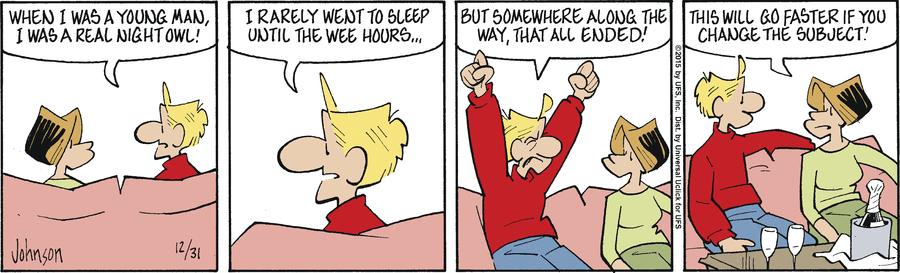 WHEN I WAS A YOUNG MAN,
I WAS A REAL NIGHT OWL!
Johnson
12/31
I RARELY WENT TO SLEEP
UNTIL THE WEE HOURS...
BUT SOMEWHERE ALONG THE
WAY, THAT ALL ENDED!
©2015 by UFS, Inc. Dist. by Universal Uclick for UFS
THIS WILL GO FASTER IF YOU
CHANGE THE SUBJECT!